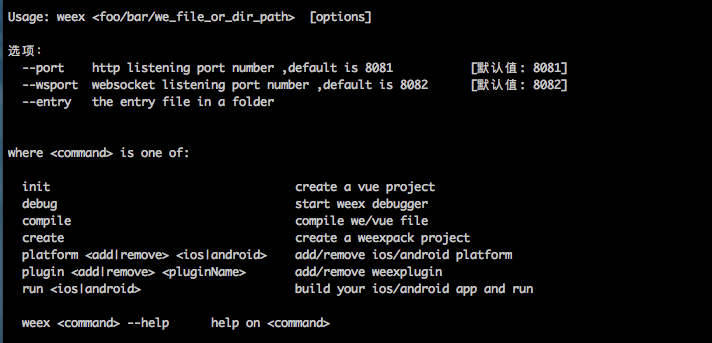 Usage: weex <foo/bar/we_file_or_dir_path>  [options]
选项:
--port    http listening port number ,default is 8081           [默认值: 8081]
--wsport  websocket listening port number ,default is 8082      [默认值: 8082]
--entry   the entry file in a folder
where <command> is one of:
init                                   create a vue project
debug                                  start weex debugger
compile                                compile we/vue file
create                                 create a weexpack project
platform <add|remove> <ios|android>    add/remove ios/android platform
plugin <add|remove> <pluginName>       add/remove weexplugin
run <ios|android>                      build your ios/android app and run
weex <command> --help      help on <command>